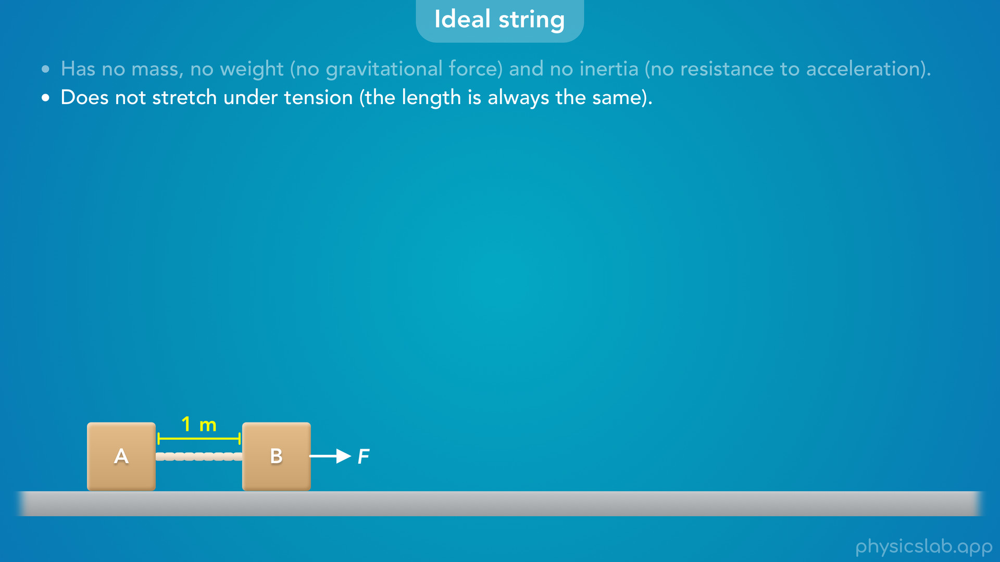 Ideal string
• Has no mass, no weight (no gravitational force) and no inertia (no resistance to acceleration).
• Does not stretch under tension (the length is always the same).
1 m
A
B
F
physicslab.app